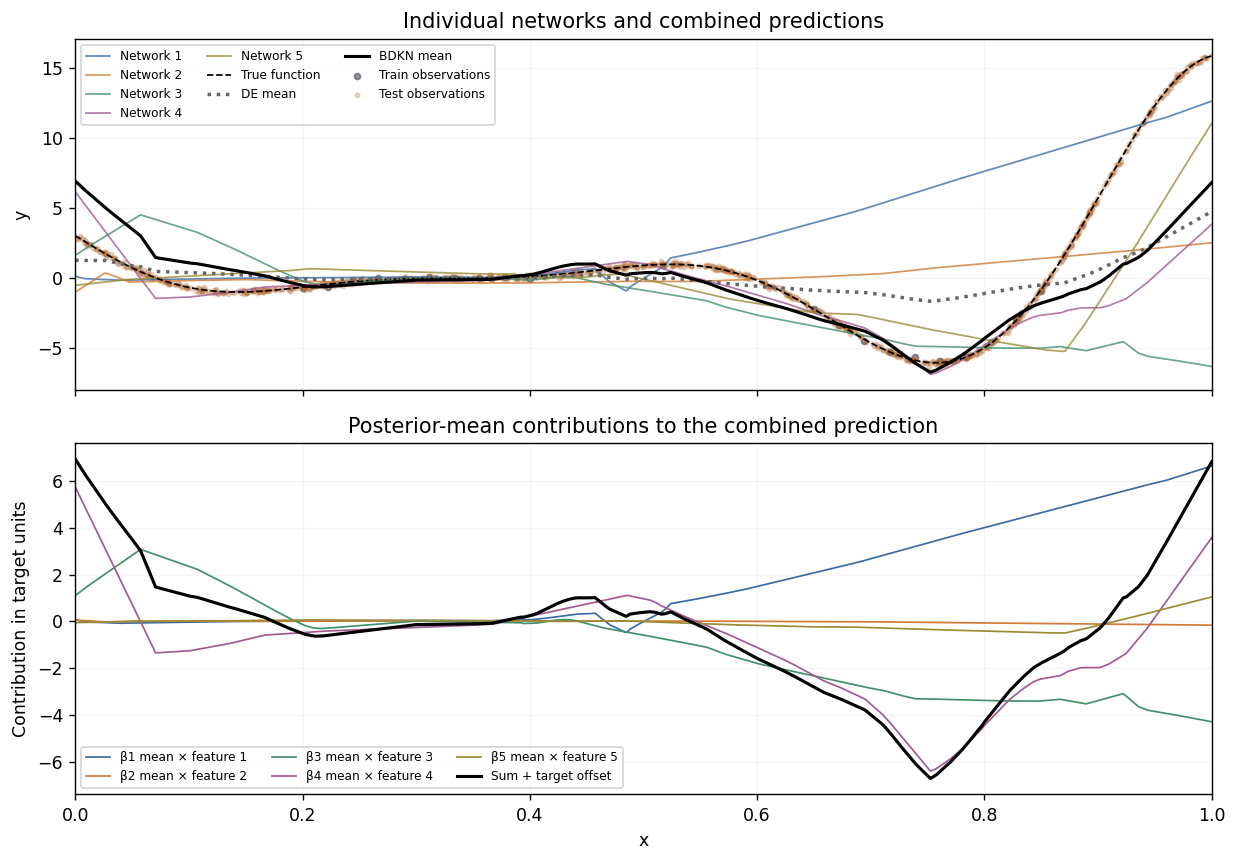 Individual networks and combined predictions
Network 1
Network 2
Network 3
Network 4
Network 5
True function
DE mean
BDKN mean
Train observations
Test observations
y
15
10
5
0
−5
Posterior-mean contributions to the combined prediction
Contribution in target units
6
4
2
0
−2
−4
−6
β1 mean × feature 1
β2 mean × feature 2
β3 mean × feature 3
β4 mean × feature 4
β5 mean × feature 5
Sum + target offset
0.0 0.2 0.4 0.6 0.8 1.0
x